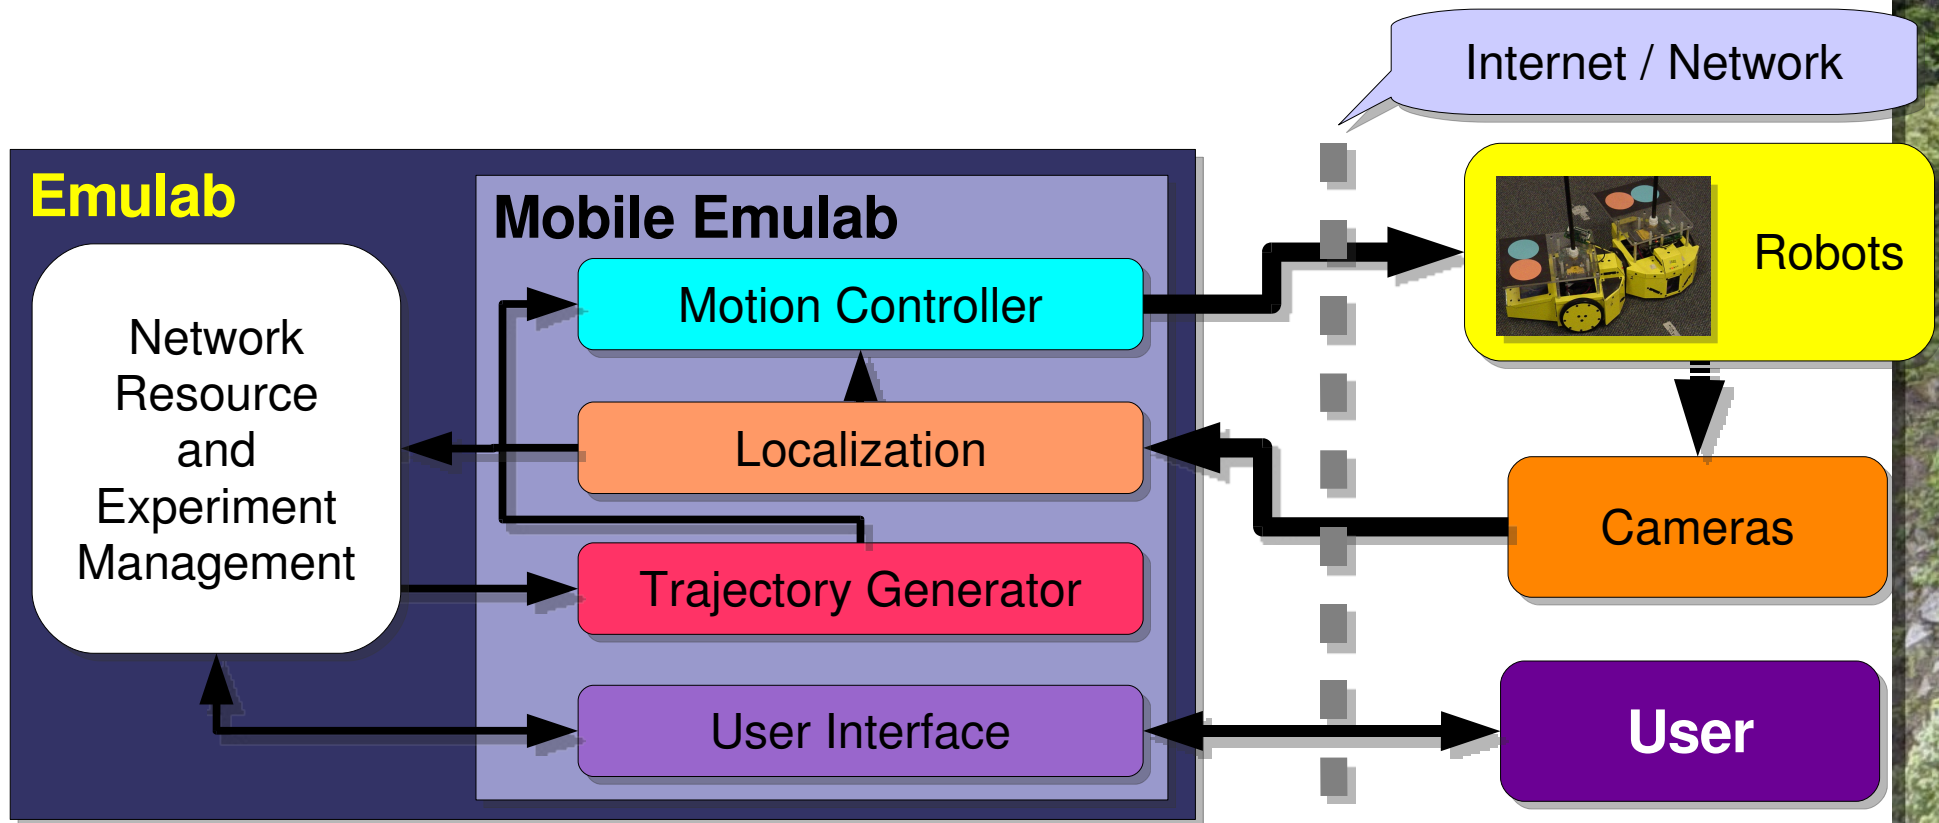 Internet / Network
Emulab
Mobile Emulab
Network
Resource
and
Experiment
Management
Motion Controller
Localization
Trajectory Generator
User Interface
Robots
Cameras
User